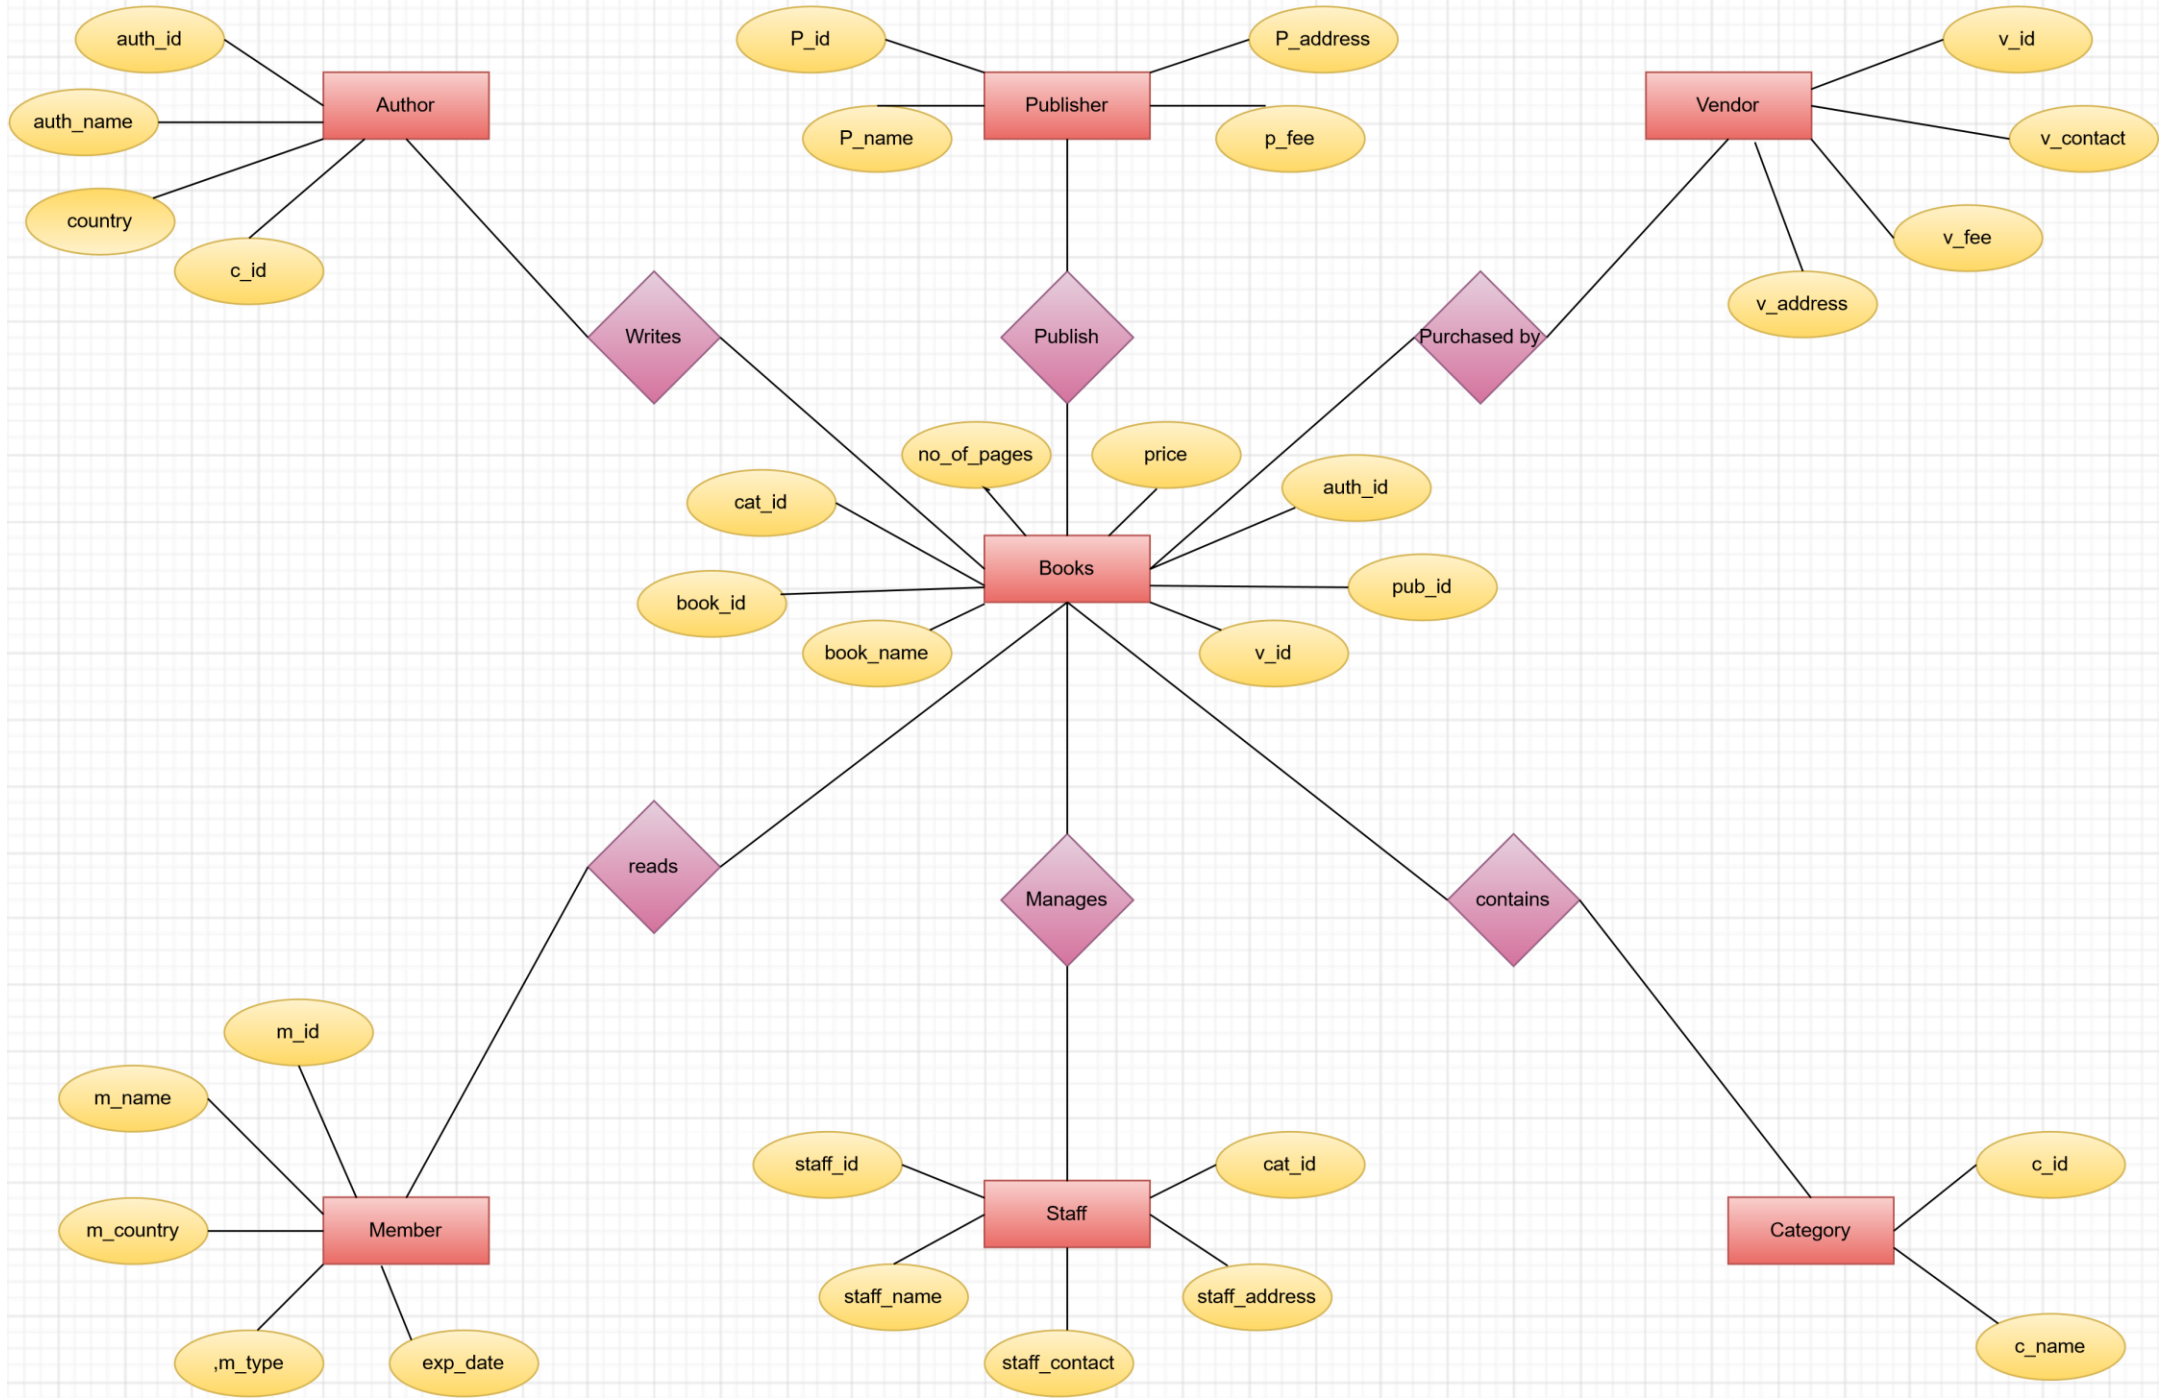 auth_id
P_id
P_address
v_id
Author
Publisher
Vendor
auth_name
P_name
p_fee
v_contact
country
v_fee
c_id
v_address
Writes
Publish
Purchased by
no_of_pages
price
cat_id
auth_id
Books
book_id
pub_id
book_name
v_id
reads
Manages
contains
m_id
m_name
staff_id
cat_id
c_id
m_country
Member
Staff
Category
staff_name
staff_address
,m_type
exp_date
staff_contact
c_name